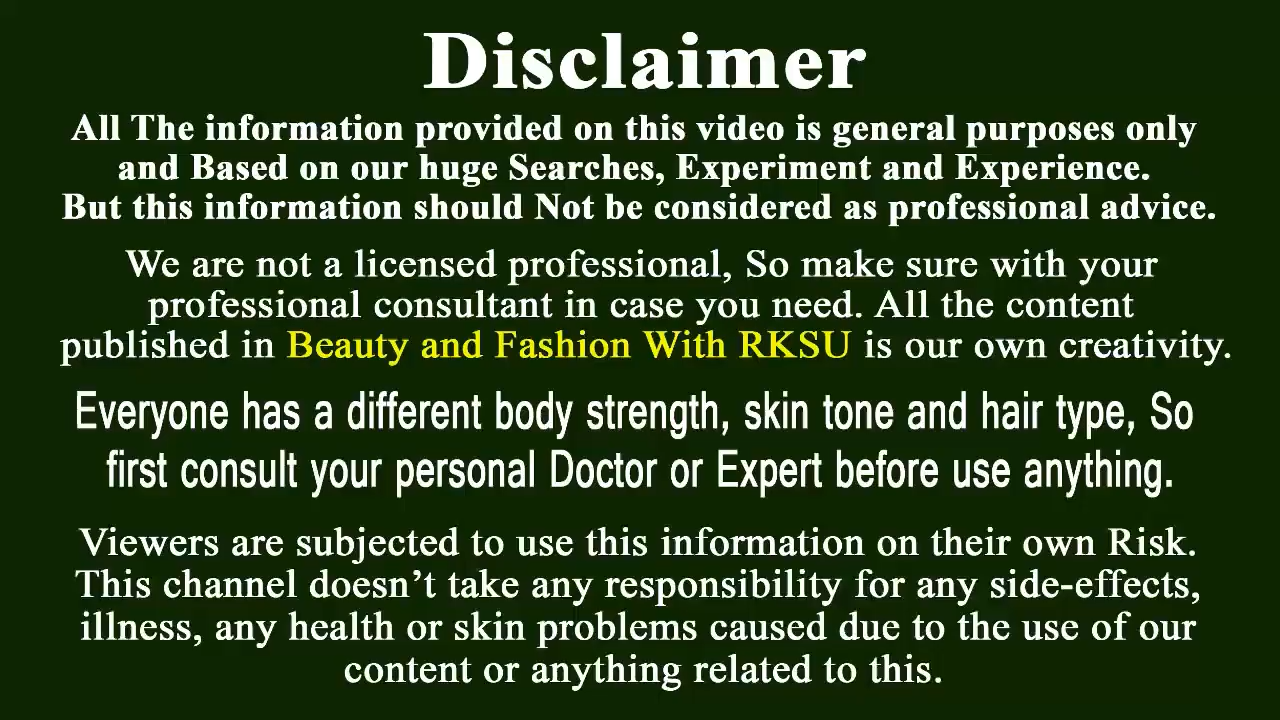 Disclaimer
All The information provided on this video is general purposes only
and Based on our huge Searches, Experiment and Experience.
But this information should Not be considered as professional advice.
We are not a licensed professional, So make sure with your
professional consultant in case you need. All the content
published in Beauty and Fashion With RKSU is our own creativity.
Everyone has a different body strength, skin tone and hair type, So
first consult your personal Doctor or Expert before use anything.
Viewers are subjected to use this information on their own Risk.
This channel doesn’t take any responsibility for any side-effects,
illness, any health or skin problems caused due to the use of our
content or anything related to this.